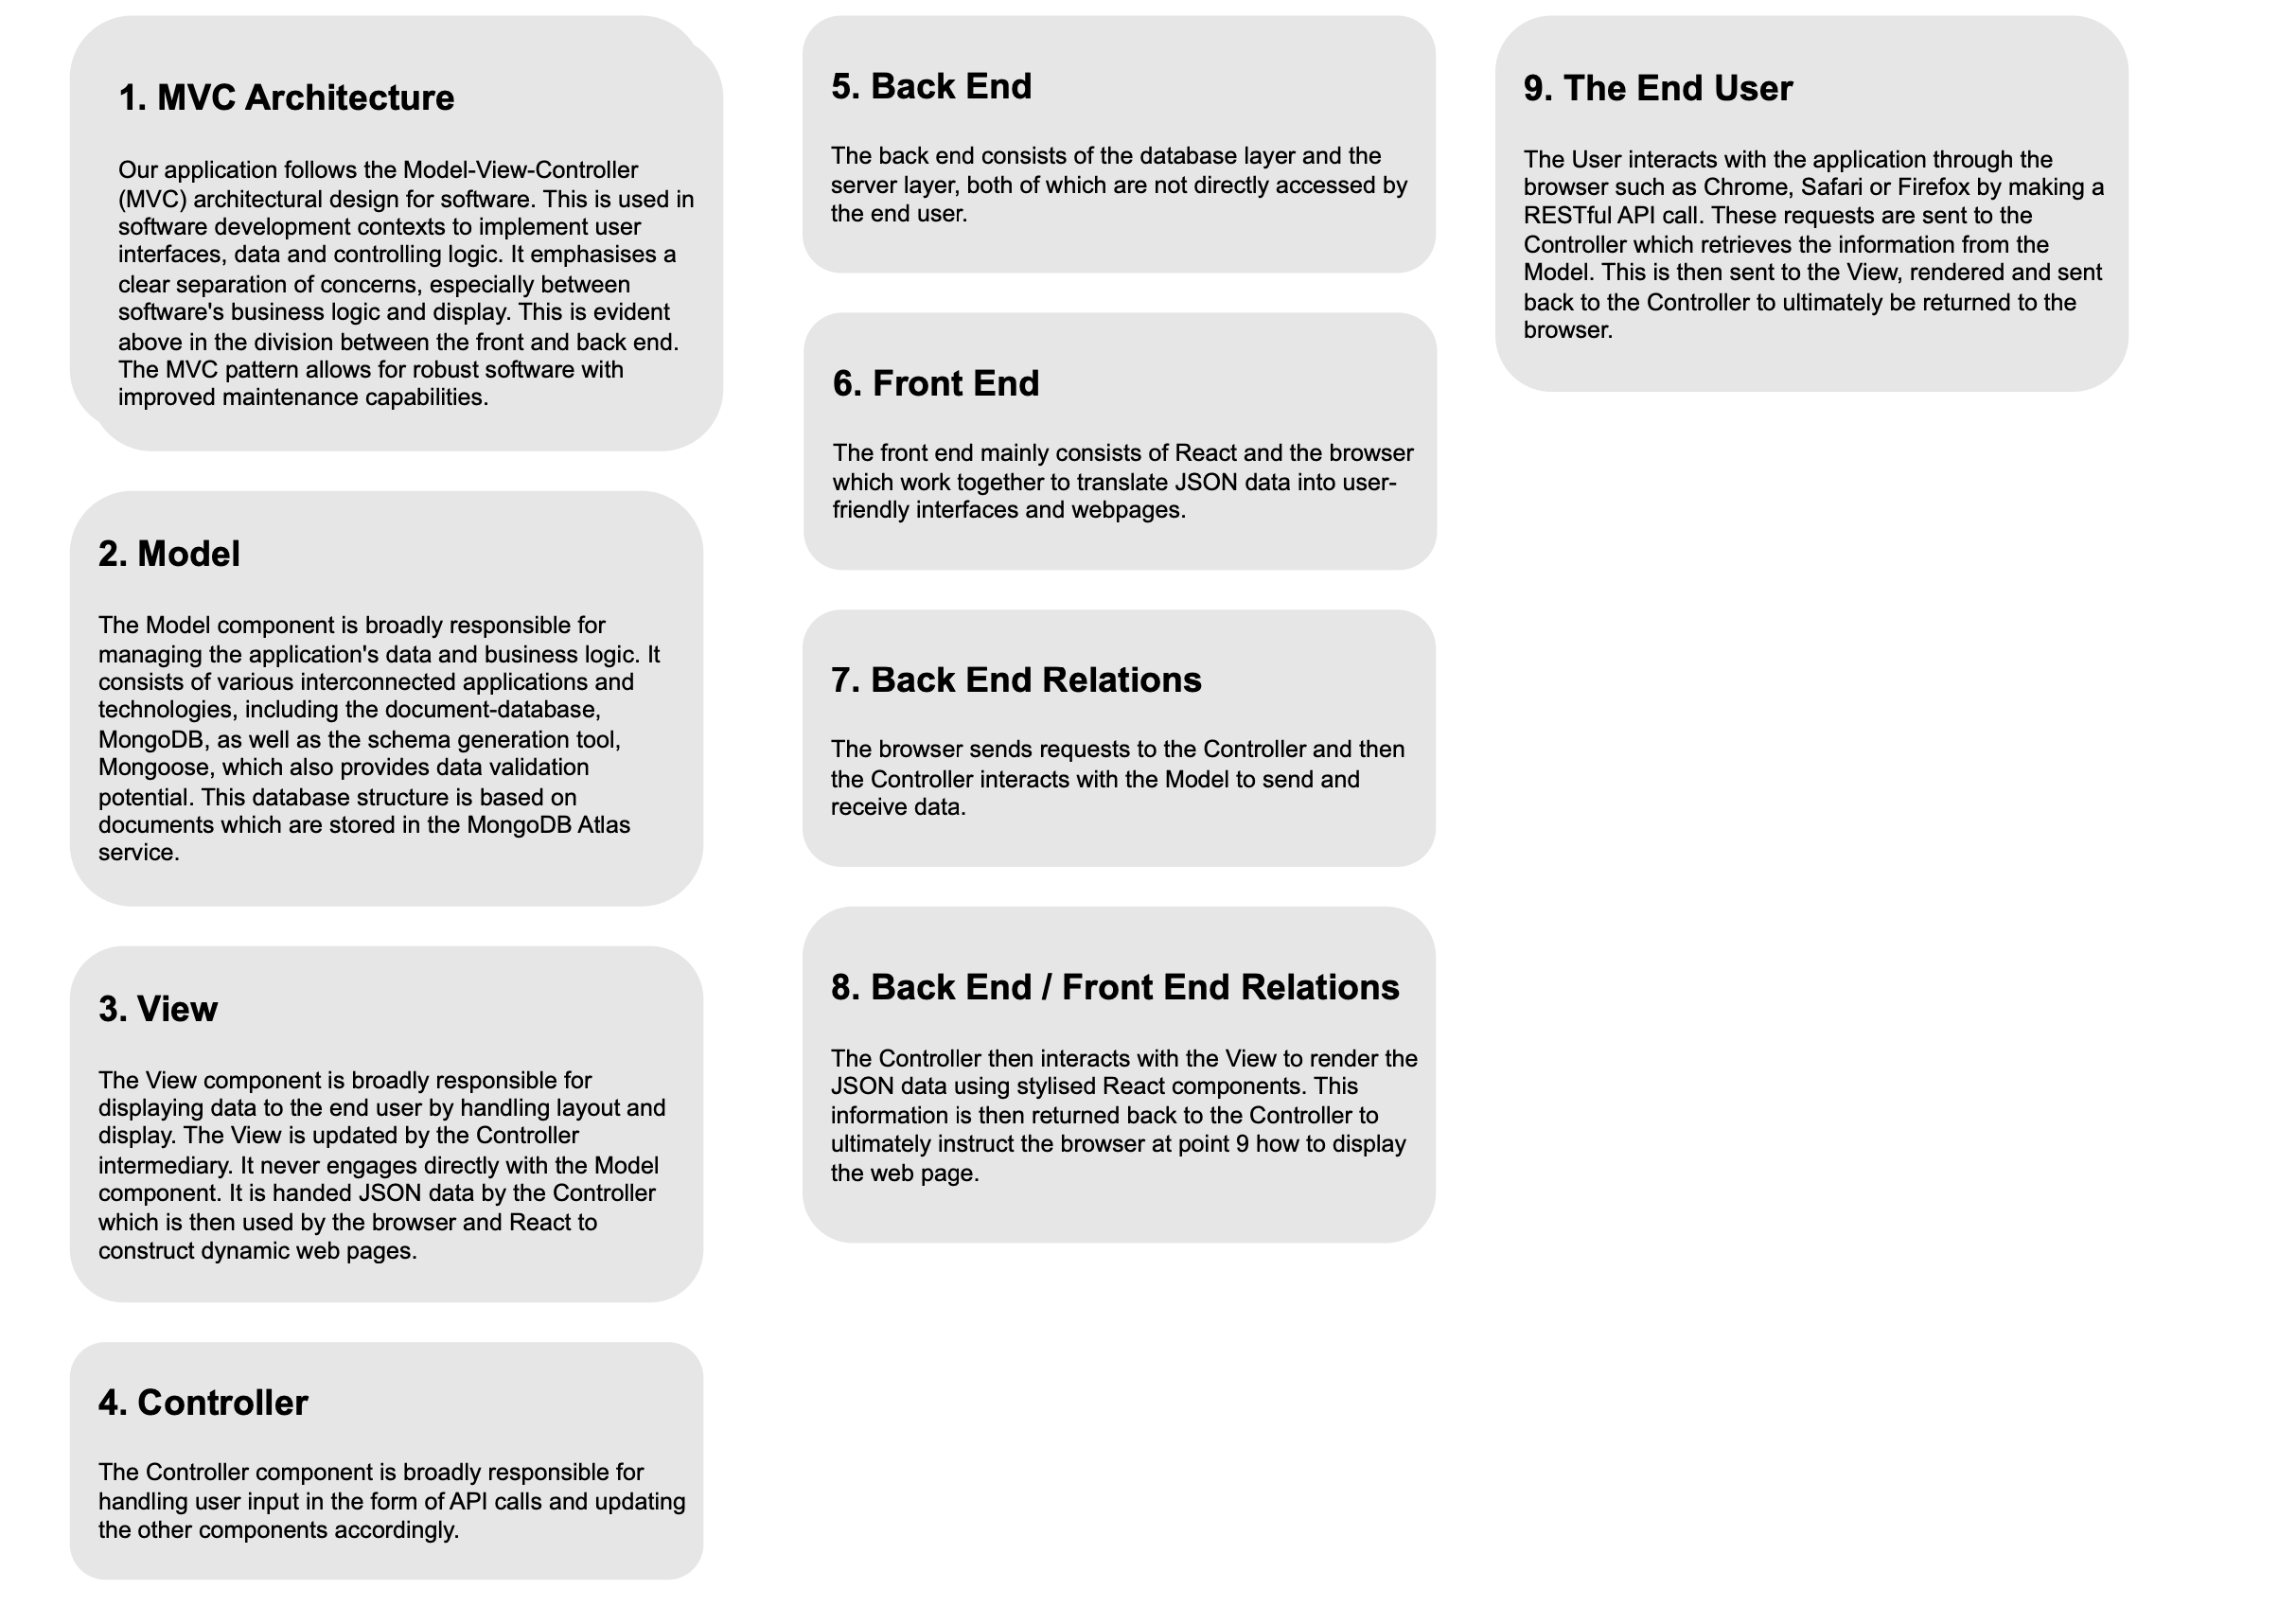 1. MVC Architecture
Our application follows the Model-View-Controller
(MVC) architectural design for software. This is used in
software development contexts to implement user
interfaces, data and controlling logic. It emphasises a
clear separation of concerns, especially between
software's business logic and display. This is evident
above in the division between the front and back end.
The MVC pattern allows for robust software with
improved maintenance capabilities.
2. Model
The Model component is broadly responsible for
managing the application's data and business logic. It
consists of various interconnected applications and
technologies, including the document-database,
MongoDB, as well as the schema generation tool,
Mongoose, which also provides data validation
potential. This database structure is based on
documents which are stored in the MongoDB Atlas
service.
3. View
The View component is broadly responsible for
displaying data to the end user by handling layout and
display. The View is updated by the Controller
intermediary. It never engages directly with the Model
component. It is handed JSON data by the Controller
which is then used by the browser and React to
construct dynamic web pages.
4. Controller
The Controller component is broadly responsible for
handling user input in the form of API calls and updating
the other components accordingly.
5. Back End
The back end consists of the database layer and the
server layer, both of which are not directly accessed by
the end user.
6. Front End
The front end mainly consists of React and the browser
which work together to translate JSON data into user-
friendly interfaces and webpages.
7. Back End Relations
The browser sends requests to the Controller and then
the Controller interacts with the Model to send and
receive data.
8. Back End / Front End Relations
The Controller then interacts with the View to render the
JSON data using stylised React components. This
information is then returned back to the Controller to
ultimately instruct the browser at point 9 how to display
the web page.
9. The End User
The User interacts with the application through the
browser such as Chrome, Safari or Firefox by making a
RESTful API call. These requests are sent to the
Controller which retrieves the information from the
Model. This is then sent to the View, rendered and sent
back to the Controller to ultimately be returned to the
browser.